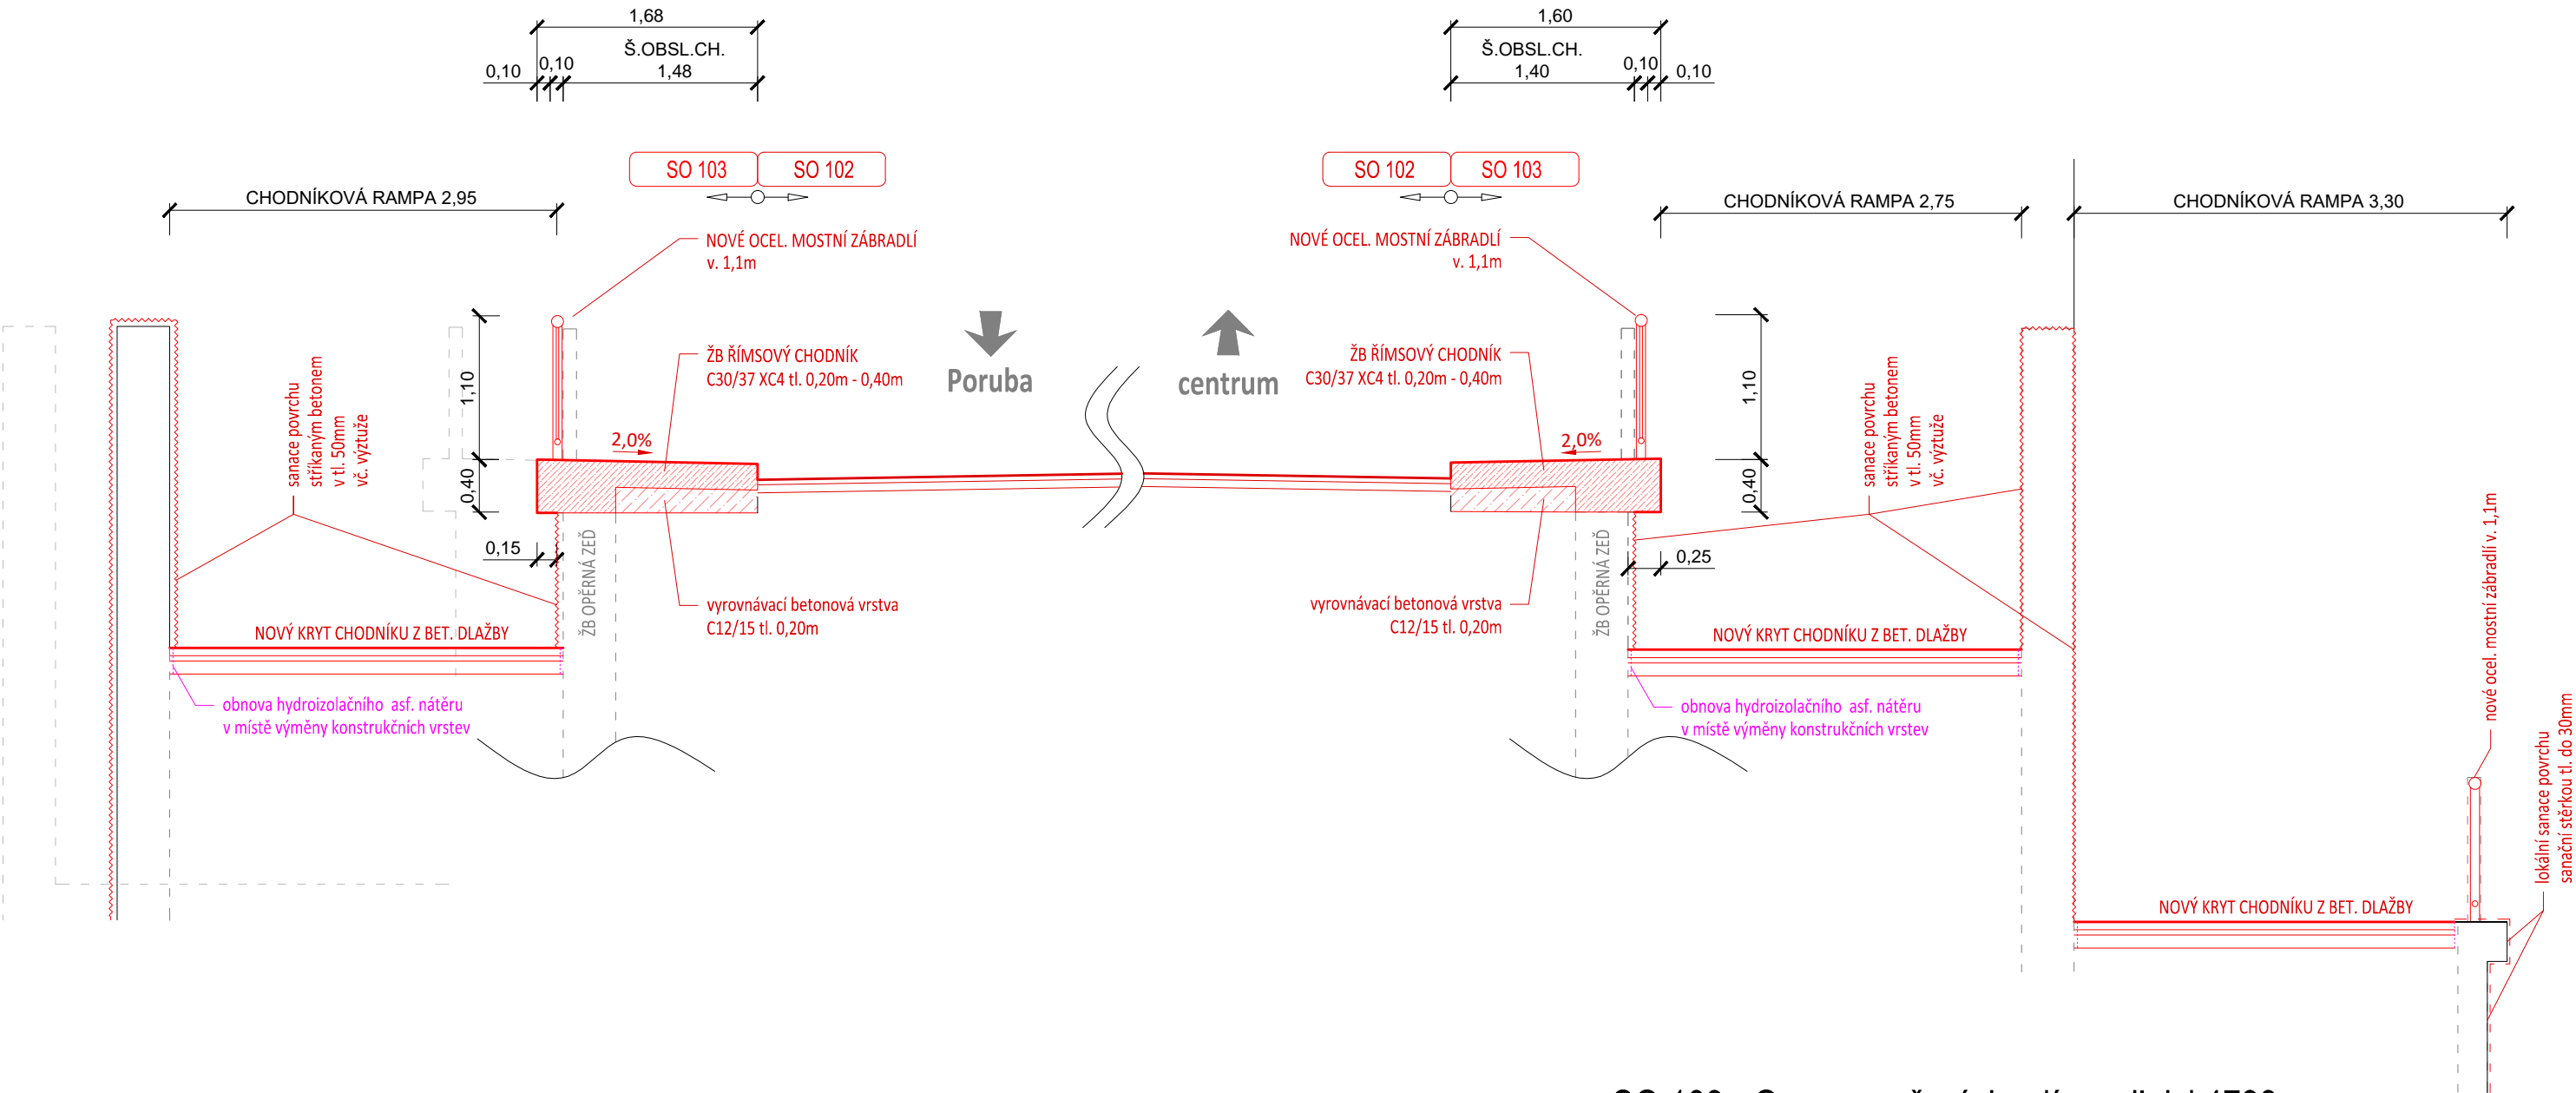 1,68
Š.OBSL.CH.
0,10
0,10
1,48
1,60
Š.OBSL.CH.
1,40
0,10
0,10
SO 103
SO 102
SO 102
SO 103
CHODNÍKOVÁ RAMPA 2,95
CHODNÍKOVÁ RAMPA 2,75
CHODNÍKOVÁ RAMPA 3,30
NOVÉ OCEL. MOSTNÍ ZÁBRADLÍ
v. 1,1m
NOVÉ OCEL. MOSTNÍ ZÁBRADLÍ
v. 1,1m
ŽB ŘÍMSOVÝ CHODNÍK
C30/37 XC4 tl. 0,20m - 0,40m
Poruba
centrum
ŽB ŘÍMSOVÝ CHODNÍK
C30/37 XC4 tl. 0,20m - 0,40m
sanace povrchu
stříkaným betonem
v tl. 50mm
vč. výztuže
1,10
0,40
2,0%
2,0%
1,10
0,40
sanace povrchu
stříkaným betonem
v tl. 50mm
vč. výztuže
0,15
ŽB OPĚRNÁ ZEĎ
ŽB OPĚRNÁ ZEĎ
0,25
vyrovnávací betonová vrstva
C12/15 tl. 0,20m
vyrovnávací betonová vrstva
C12/15 tl. 0,20m
NOVÝ KRYT CHODNÍKU Z BET. DLAŽBY
NOVÝ KRYT CHODNÍKU Z BET. DLAŽBY
obnova hydroizolačního asf. nátěru
v místě výměny konstrukčních vrstev
obnova hydroizolačního asf. nátěru
v místě výměny konstrukčních vrstev
nové ocel. mostní zábradlí v. 1,1m
lokální sanace povrchu
sanační stěrkou tl. do 30mm
NOVÝ KRYT CHODNÍKU Z BET. DLAŽBY